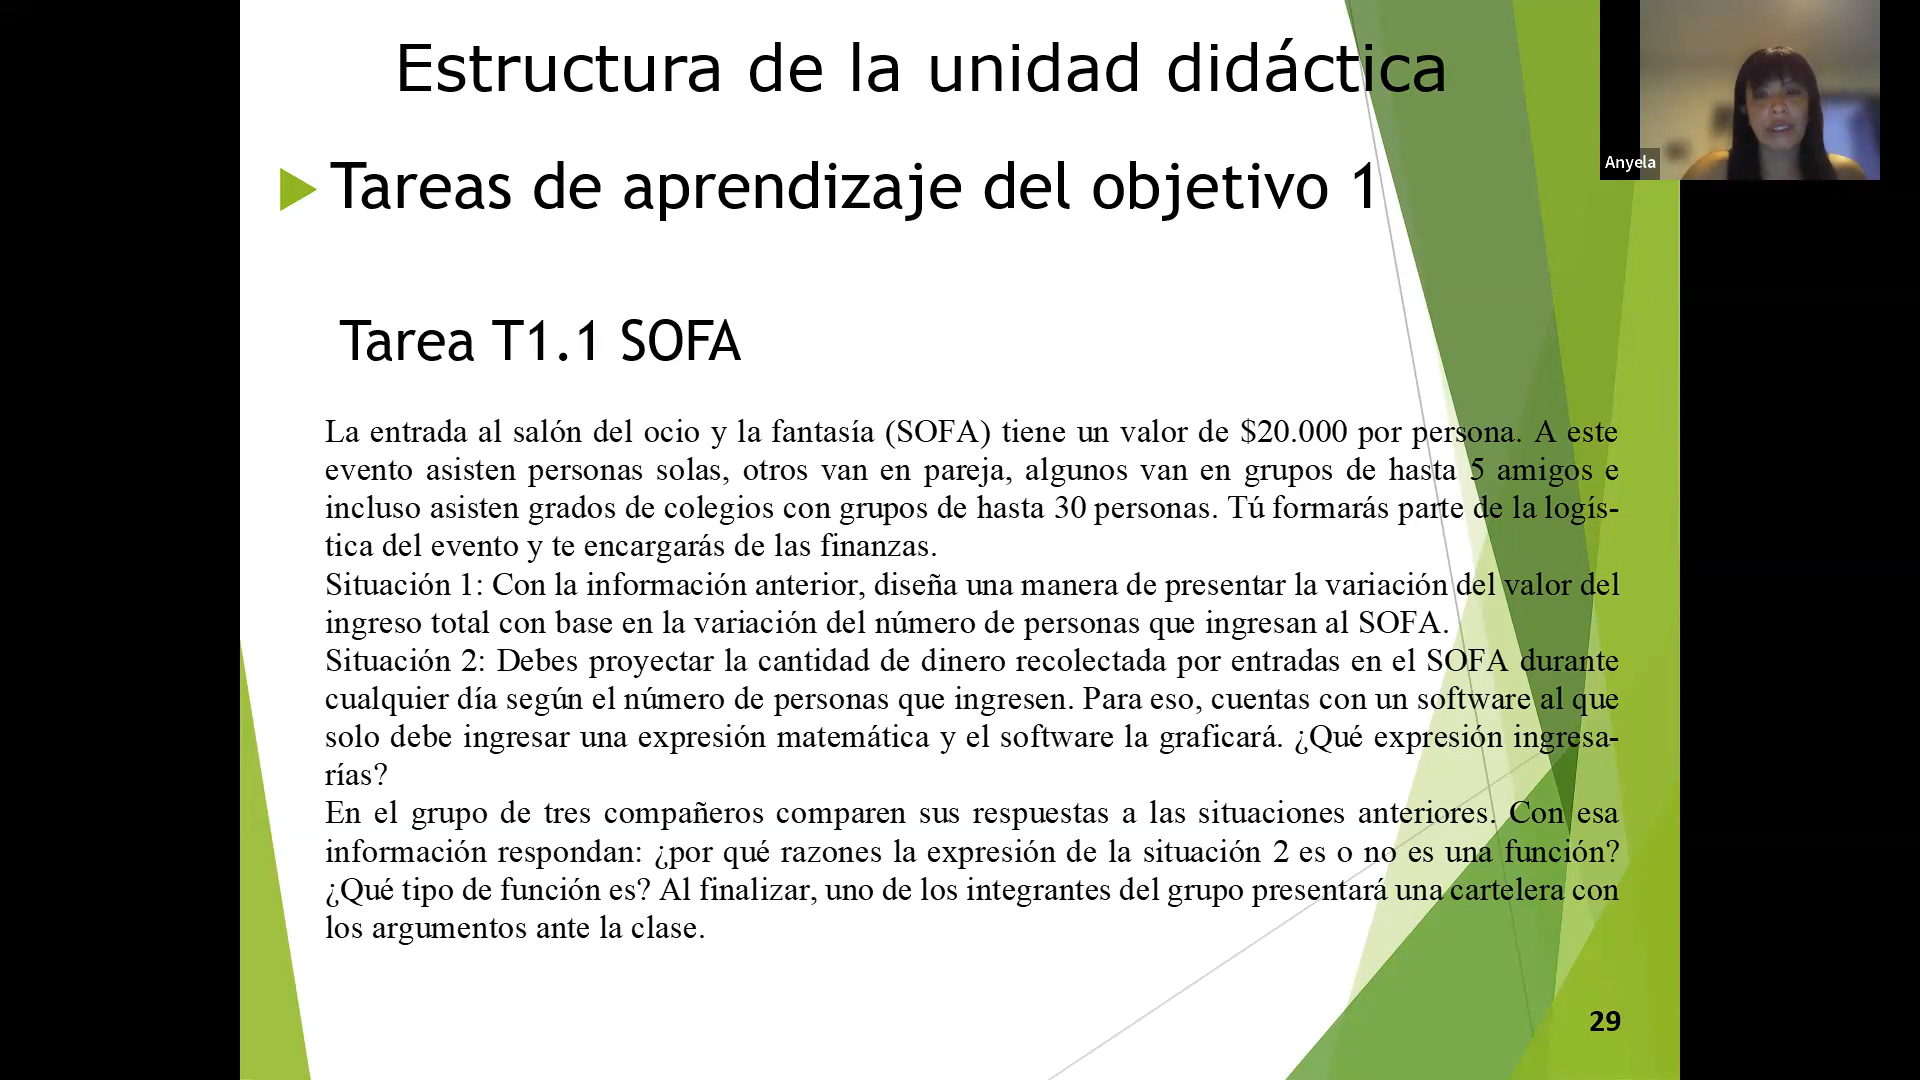 Estructura de la unidad didáctica
Anyela
Tareas de aprendizaje del objetivo 1
Tarea T1.1 SOFA
La entrada al salón del ocio y la fantasía (SOFA) tiene un valor de $20.000 por persona. A este
evento asisten personas solas, otros van en pareja, algunos van en grupos de hasta 5 amigos e
incluso asisten grados de colegios con grupos de hasta 30 personas. Tú formarás parte de la logís-
tica del evento y te encargarás de las finanzas.
Situación 1: Con la información anterior, diseña una manera de presentar la variación del valor del
ingreso total con base en la variación del número de personas que ingresan al SOFA.
Situación 2: Debes proyectar la cantidad de dinero recolectada por entradas en el SOFA durante
cualquier día según el número de personas que ingresen. Para eso, cuentas con un software al que
solo debe ingresar una expresión matemática y el software la graficará. ¿Qué expresión ingresa-
rías?
En el grupo de tres compañeros comparen sus respuestas a las situaciones anteriores. Con esa
información respondan: ¿por qué razones la expresión de la situación 2 es o no es una función?
¿Qué tipo de función es? Al finalizar, uno de los integrantes del grupo presentará una cartelera con
los argumentos ante la clase.
29